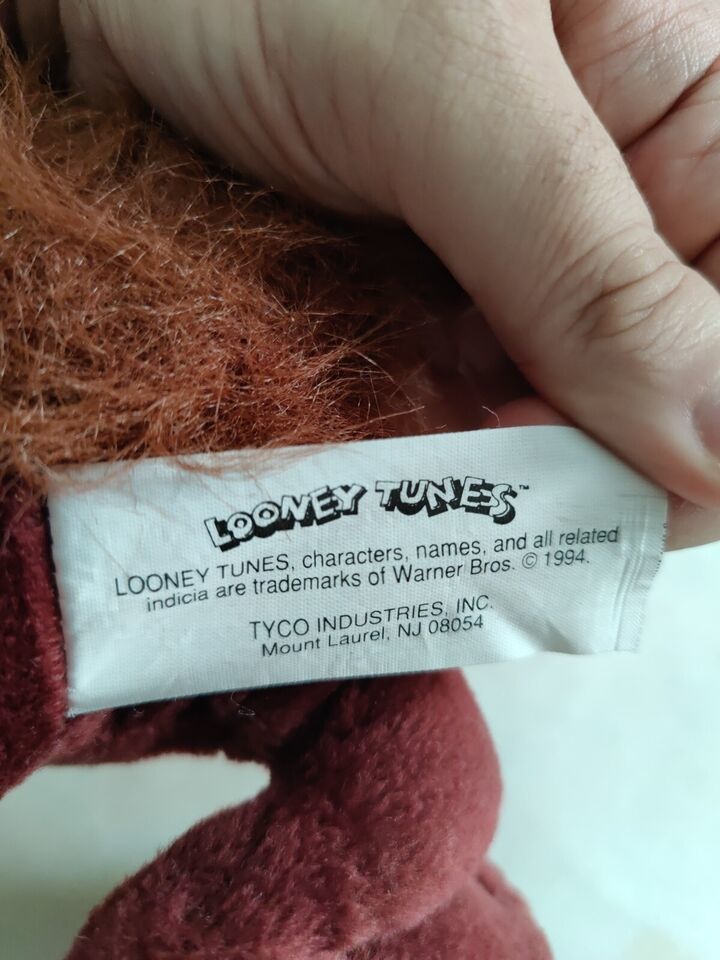 LOONEY TUNES™
LOONEY TUNES, characters, names, and all related
indicia are trademarks of Warner Bros. © 1994.
TYCO INDUSTRIES, INC.
Mount Laurel, NJ 08054